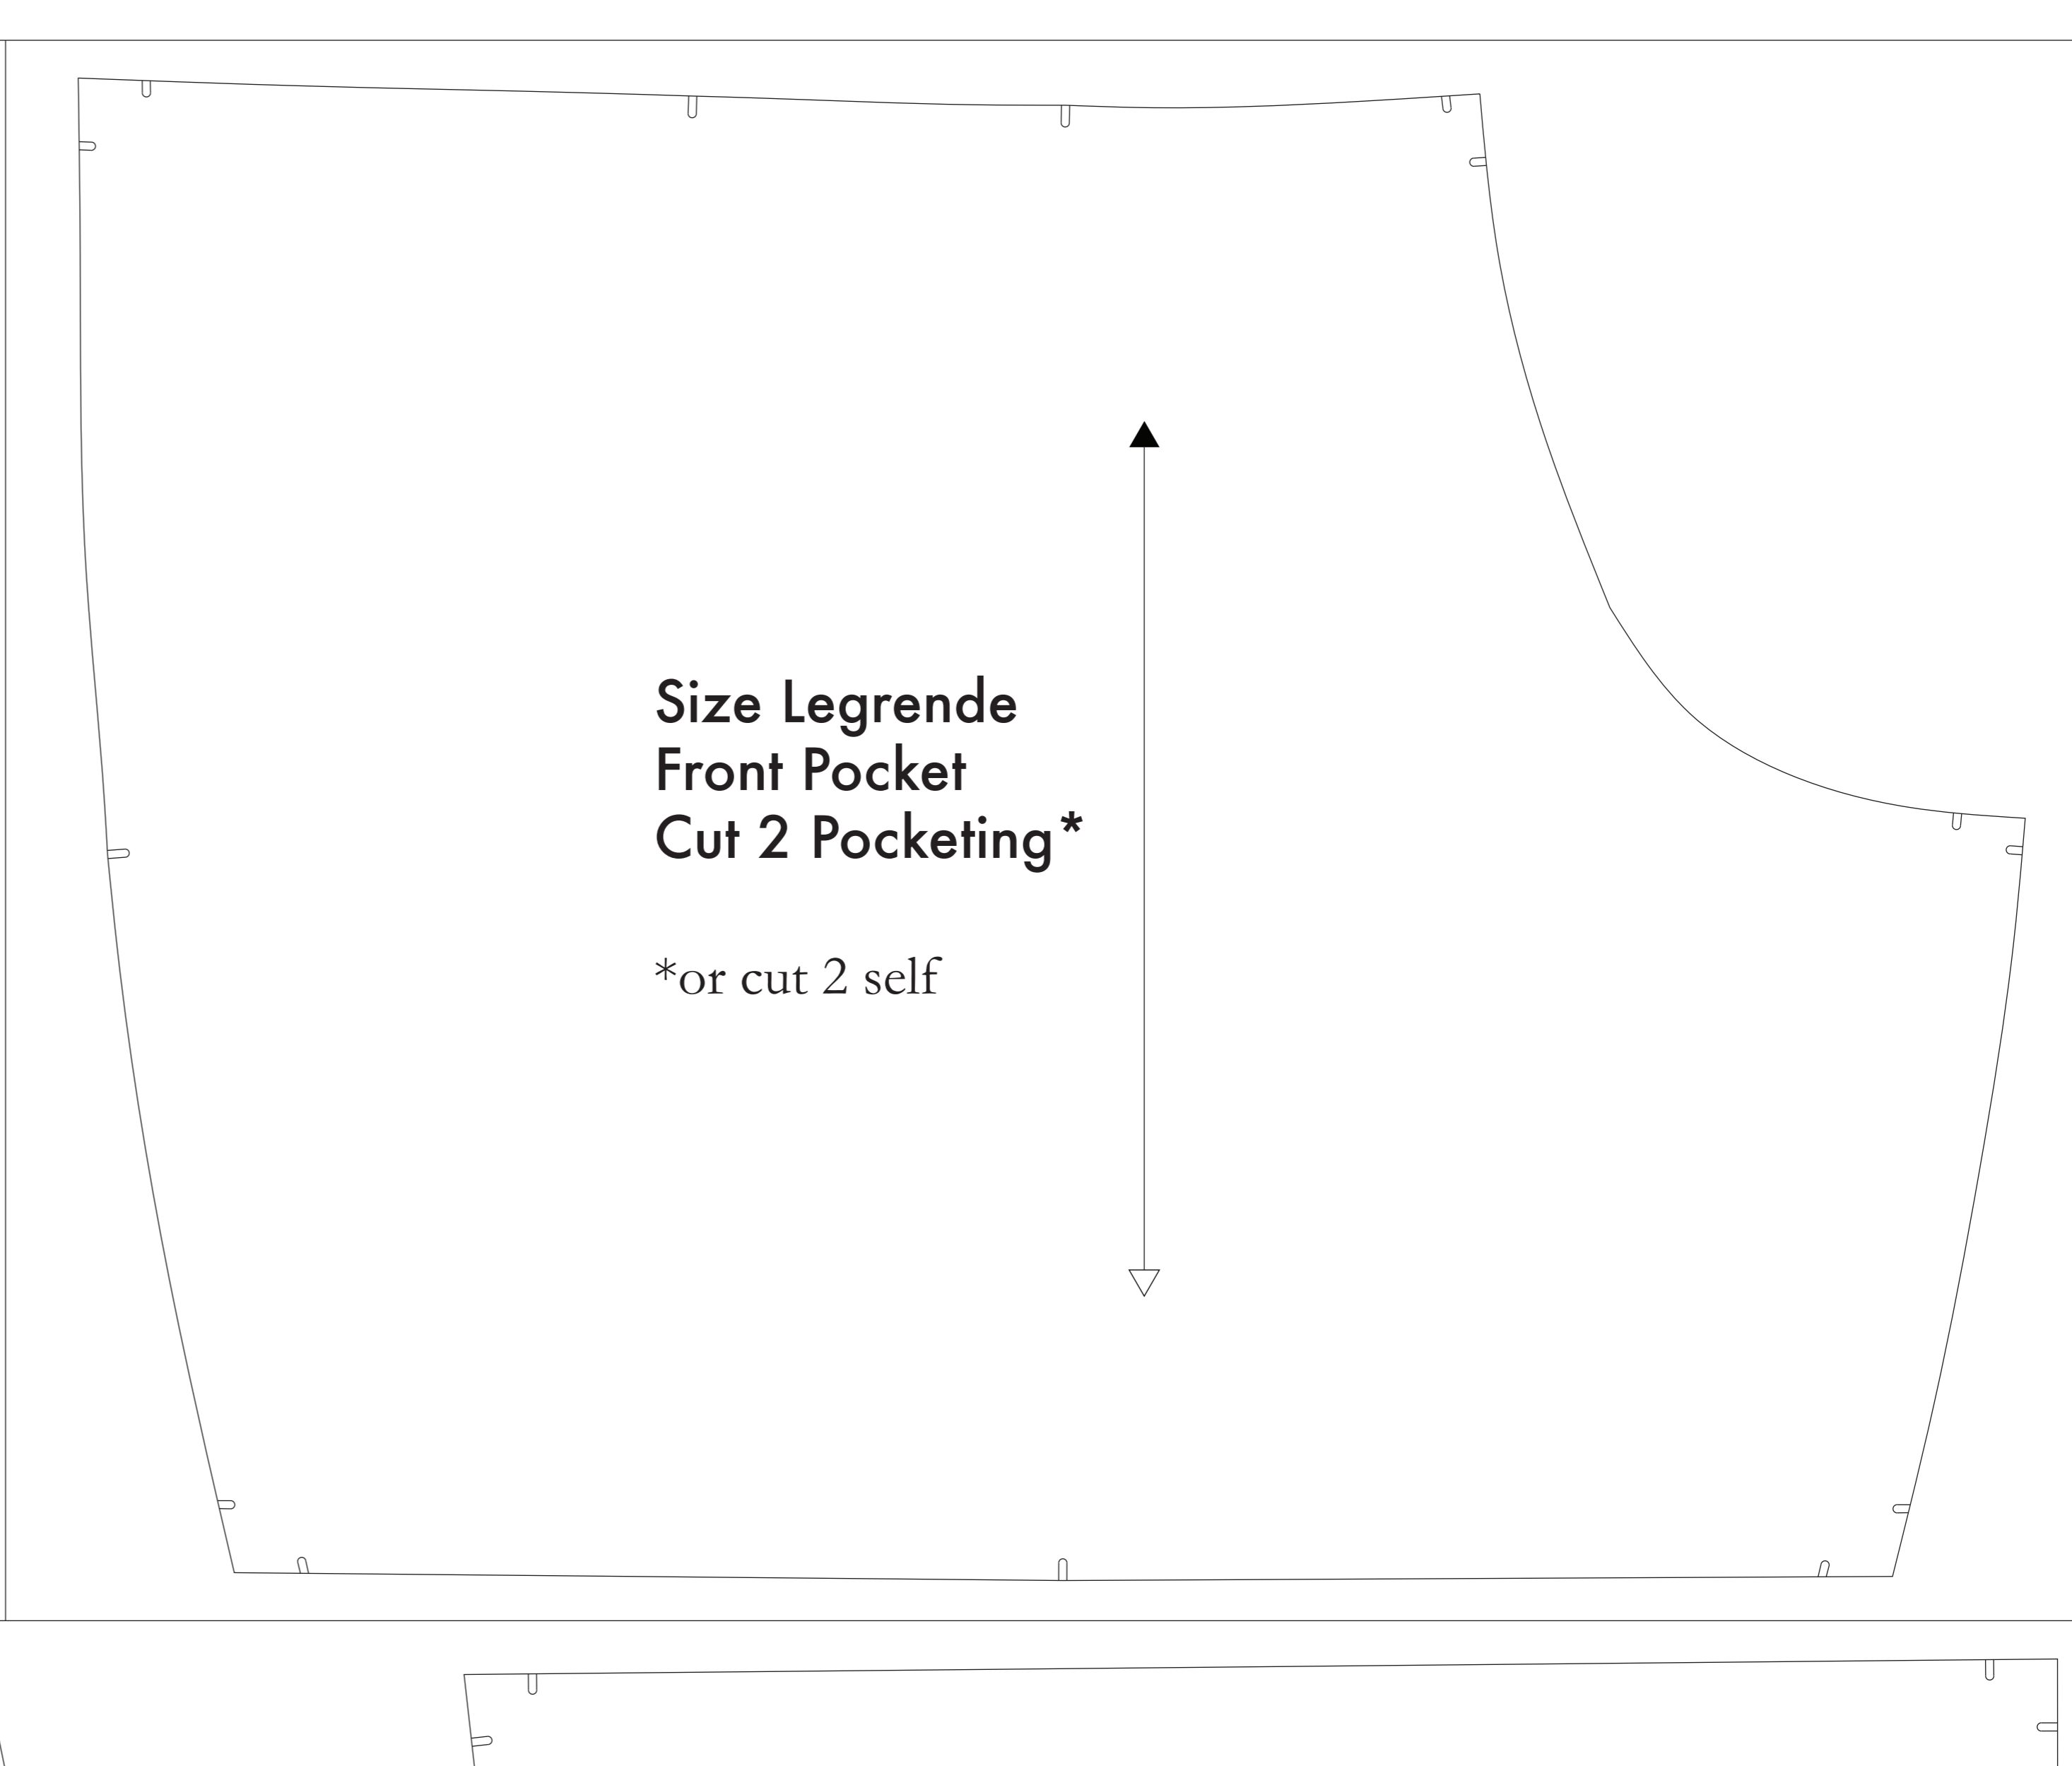 Size Legrende
Front Pocket
Cut 2 Pocketing*
*or cut 2 self